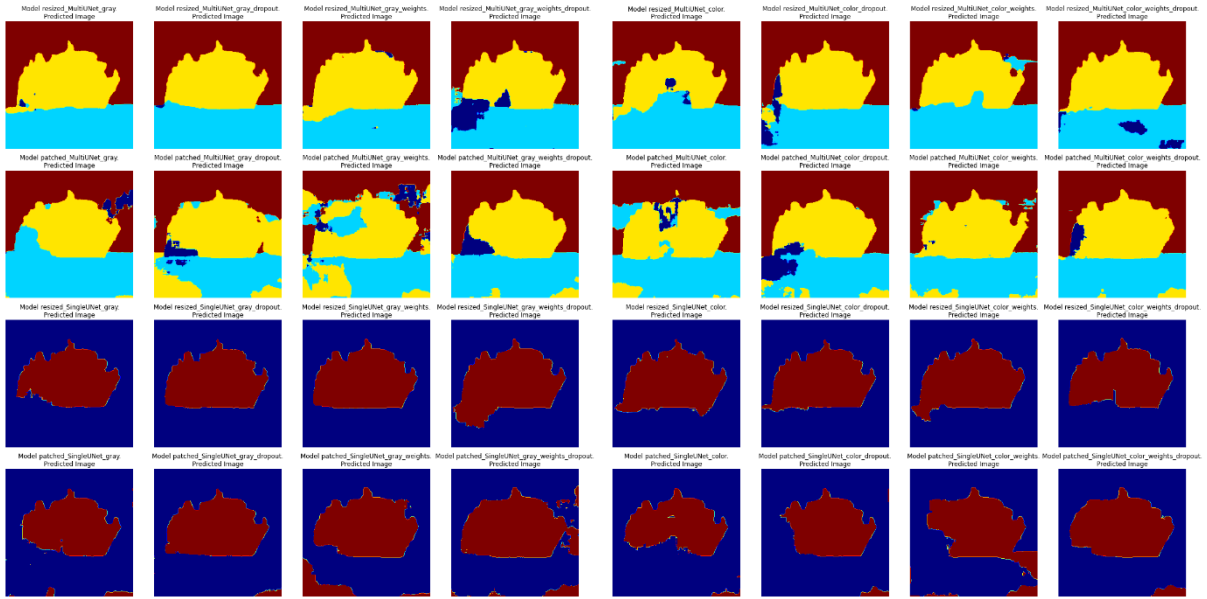 Model resized_MultiUNet_gray.
Predicted Image
Model resized_MultiUNet_gray_dropout.
Predicted Image
Model resized_MultiUNet_gray_weights.
Predicted Image
Model resized_MultiUNet_gray_weights_dropout.
Predicted Image
Model resized_MultiUNet_color.
Predicted Image
Model resized_MultiUNet_color_dropout.
Predicted Image
Model resized_MultiUNet_color_weights.
Predicted Image
Model resized_MultiUNet_color_weights_dropout.
Predicted Image
Model patched_MultiUNet_gray.
Predicted Image
Model patched_MultiUNet_gray_dropout.
Predicted Image
Model patched_MultiUNet_gray_weights.
Predicted Image
Model patched_MultiUNet_gray_weights_dropout.
Predicted Image
Model patched_MultiUNet_color.
Predicted Image
Model patched_MultiUNet_color_dropout.
Predicted Image
Model patched_MultiUNet_color_weights.
Predicted Image
Model patched_MultiUNet_color_weights_dropout.
Predicted Image
Model resized_SingleUNet_gray.
Predicted Image
Model resized_SingleUNet_gray_dropout.
Predicted Image
Model resized_SingleUNet_gray_weights.
Predicted Image
Model resized_SingleUNet_gray_weights_dropout.
Predicted Image
Model resized_SingleUNet_color.
Predicted Image
Model resized_SingleUNet_color_dropout.
Predicted Image
Model resized_SingleUNet_color_weights.
Predicted Image
Model resized_SingleUNet_color_weights_dropout.
Predicted Image
Model patched_SingleUNet_gray.
Predicted Image
Model patched_SingleUNet_gray_dropout.
Predicted Image
Model patched_SingleUNet_gray_weights.
Predicted Image
Model patched_SingleUNet_gray_weights_dropout.
Predicted Image
Model patched_SingleUNet_color.
Predicted Image
Model patched_SingleUNet_color_dropout.
Predicted Image
Model patched_SingleUNet_color_weights.
Predicted Image
Model patched_SingleUNet_color_weights_dropout.
Predicted Image